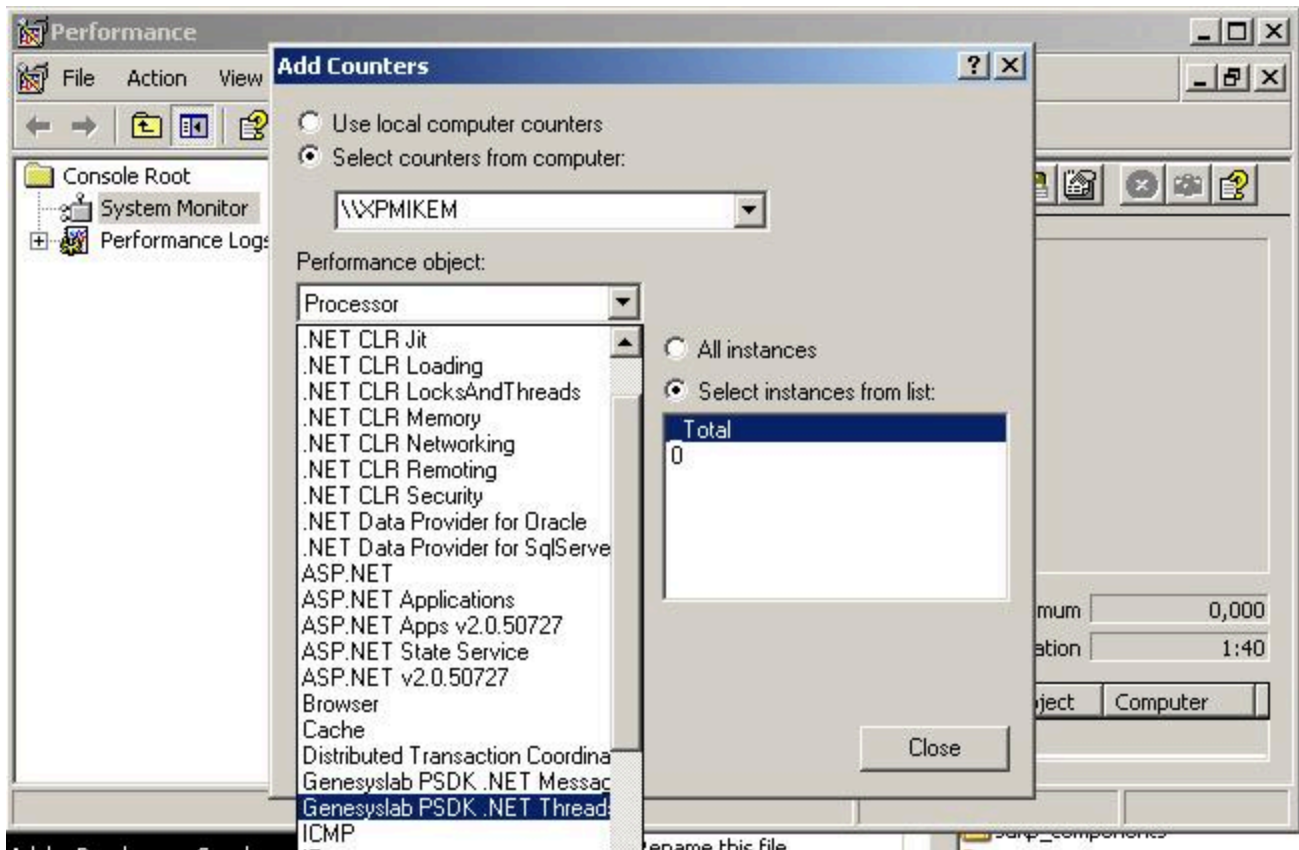 Performance
File Action View
Add Counters
Use local computer counters
Select counters from computer:
\\XPMIKEM
Console Root
System Monitor
Performance Logs
Performance object:
Processor
.NET CLR Jit
.NET CLR Loading
.NET CLR LocksAndThreads
.NET CLR Memory
.NET CLR Networking
.NET CLR Remoting
.NET CLR Security
.NET Data Provider for Oracle
.NET Data Provider for SqlServe
ASP.NET
ASP.NET Applications
ASP.NET Apps v2.0.50727
ASP.NET State Service
ASP.NET v2.0.50727
Browser
Cache
Distributed Transaction Coordina
Genesyslab PSDK .NET Messag
Genesyslab PSDK .NET Threads
ICMP
All instances
Select instances from list:
_Total
0
Close
mum 0,000
ation 1:40
ject Computer
ename this file